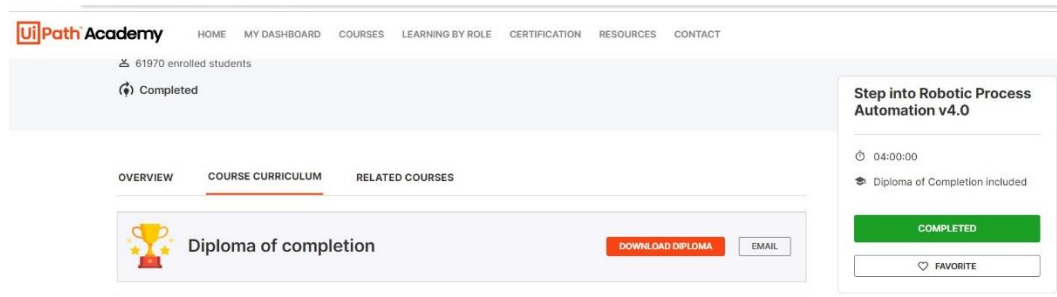 UiPath Academy
HOME MY DASHBOARD COURSES LEARNING BY ROLE CERTIFICATION RESOURCES CONTACT
61970 enrolled students
Completed
OVERVIEW COURSE CURRICULUM RELATED COURSES
Diploma of completion
DOWNLOAD DIPLOMA EMAIL
Step into Robotic Process
Automation v4.0
04:00:00
Diploma of Completion included
COMPLETED
FAVORITE